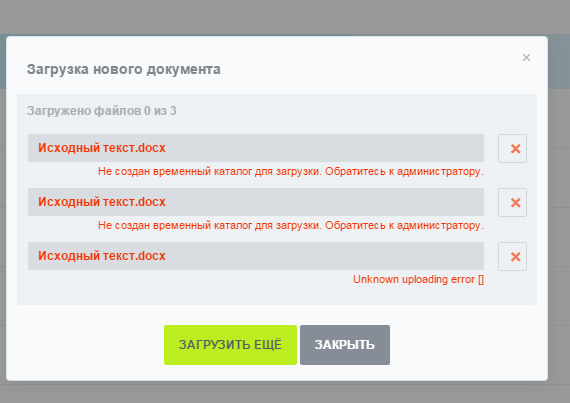 Загрузка нового документа
×
Загружено файлов 0 из 3
Исходный текст.docx
Не создан временный каталог для загрузки. Обратитесь к администратору.
Исходный текст.docx
Не создан временный каталог для загрузки. Обратитесь к администратору.
Исходный текст.docx
Unknown uploading error []
ЗАГРУЗИТЬ ЕЩЁ ЗАКРЫТЬ